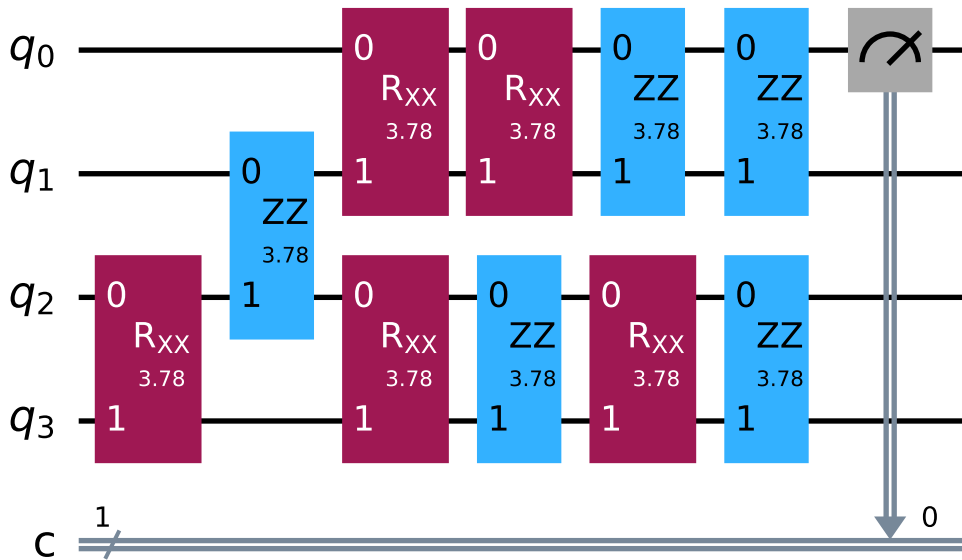 q0
0 RXX 3.78 1
0 RXX 3.78 1
0 ZZ 3.78 1
0 ZZ 3.78 1
q1
0 ZZ 3.78 1
q2
0 RXX 3.78 1
0 RXX 3.78 1
0 ZZ 3.78 1
0 RXX 3.78 1
0 ZZ 3.78 1
q3
c
1
0